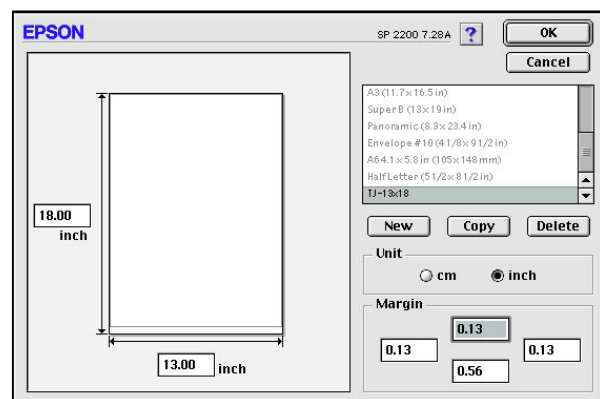 EPSON
SP 2200 7.28A ? OK
Cancel
A3 (11.7×16.5 in)
Super B (13×19 in)
Panoramic (8.3×23.4 in)
Envelope #10 (4 1/8×9 1/2 in)
A6 4.1×5.8 in (105×148 mm)
Half Letter (5 1/2×8 1/2 in)
TJ-13x18
New Copy Delete
18.00
inch
13.00 inch
Unit
cm inch
Margin
0.13
0.13 0.13
0.56